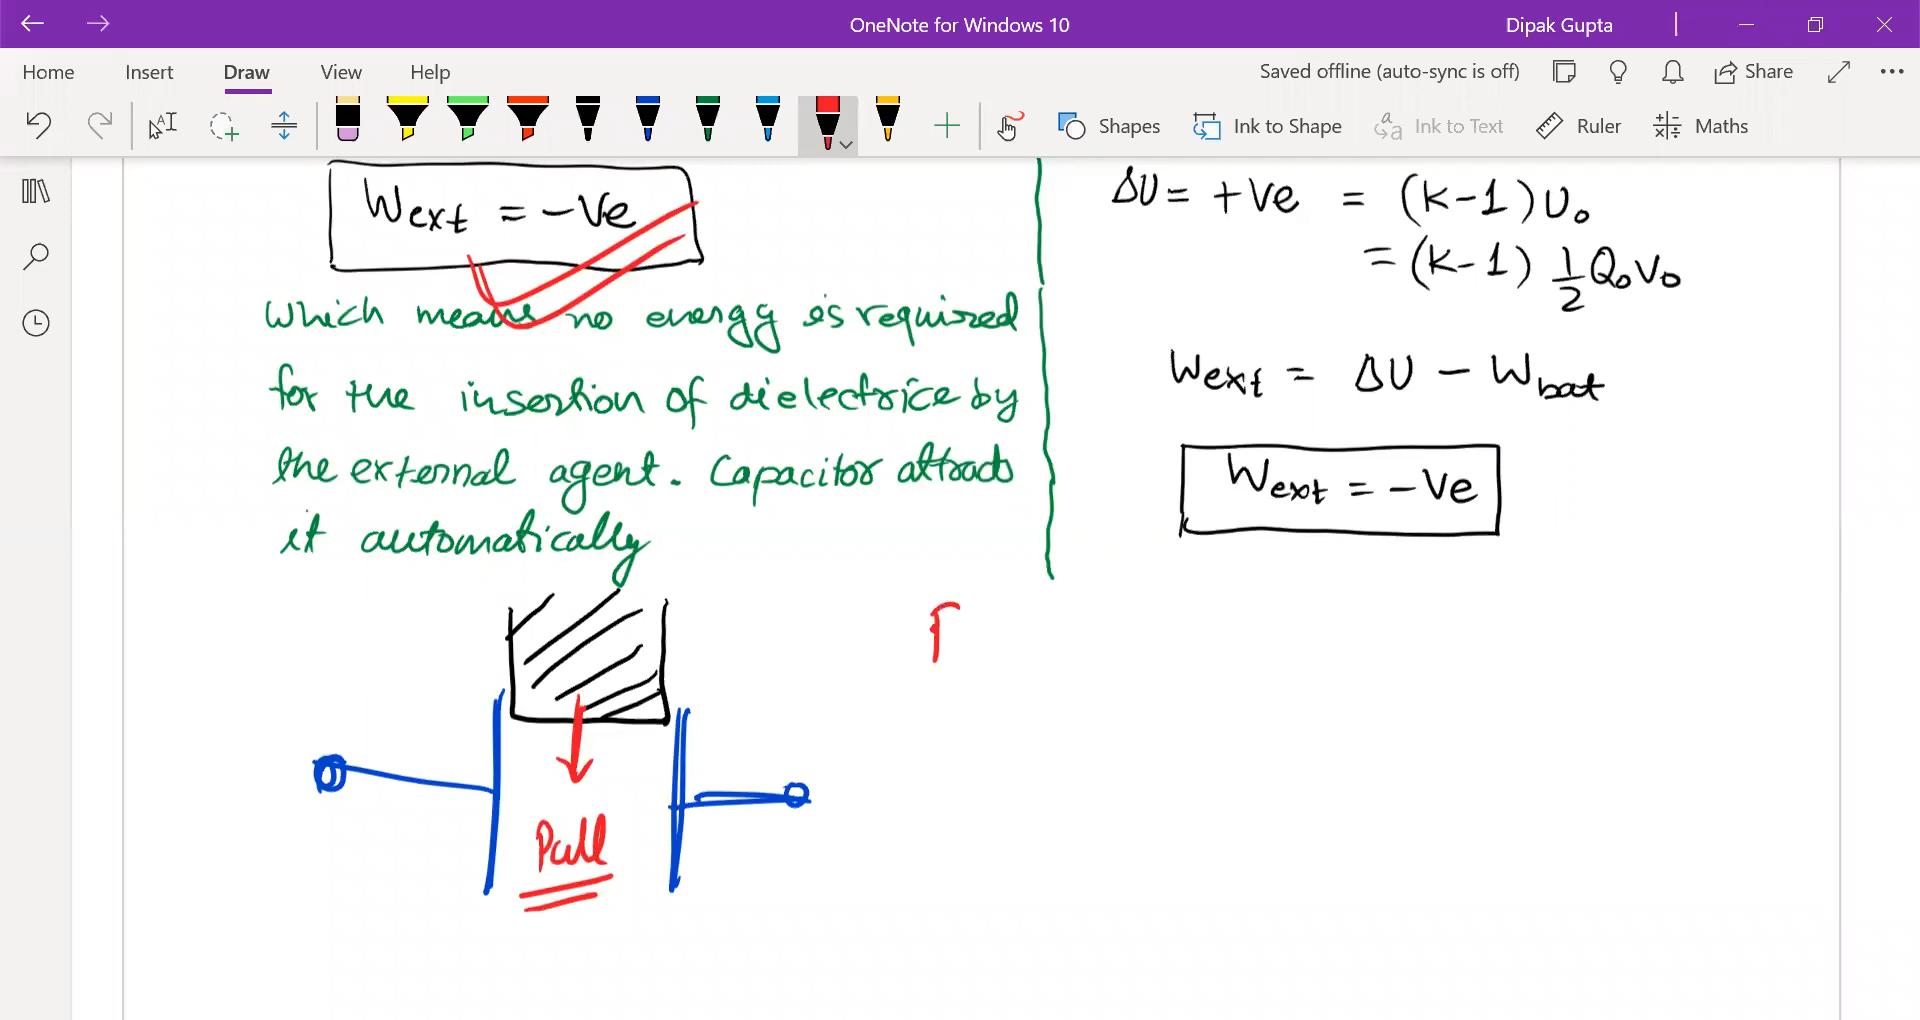 OneNote for Windows 10
Dipak Gupta
Home Insert Draw View Help
Saved offline (auto-sync is off) Share
Shapes Ink to Shape Ink to Text Ruler Maths
Wext = -Ve
Which means no energy is required
for the insertion of dielectrice by
the external agent. Capacitor attracts
it automatically
Pull
ΔU = +Ve = (K-1)U₀
= (K-1) 1/2 Q₀V₀
Wext = ΔU - Wbat
Wext = -Ve
F